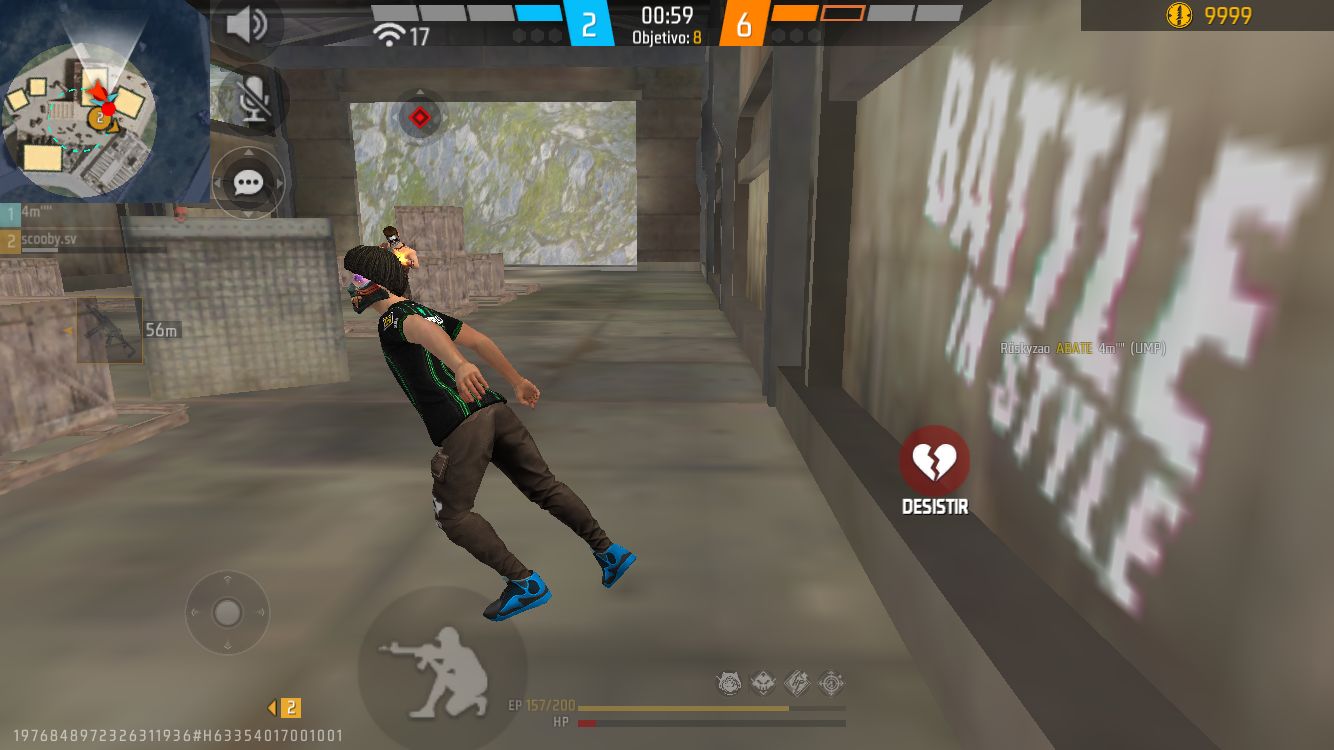 17
2
00:59
Objetivo: 8
6
9999
2
1 4m""
2 scooby.sv
56m
BATTLE
IN
STYLE
Rüskyzao ABATE 4m"" (UMP)
DESISTIR
2
EP 157/200
HP
1976848972326311936#H63354017001001